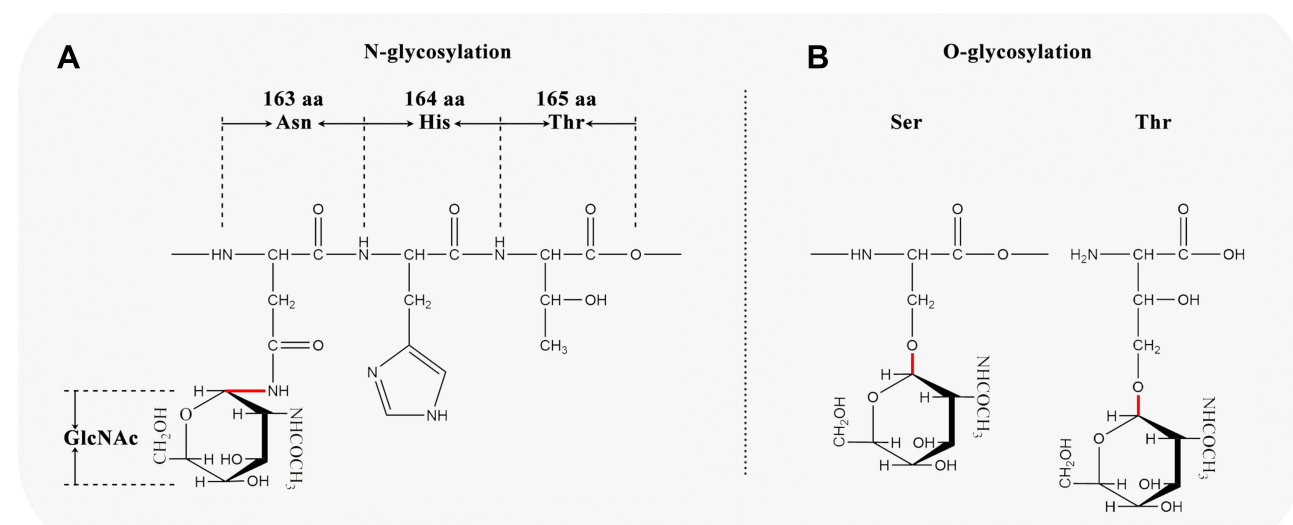 A
N-glycosylation
163 aa
164 aa
165 aa
Asn
His
Thr
O
O
O
H
H
HN
CH
C
N
CH
C
N
CH
C
O
CH2
CH2
CH
OH
C
O
CH3
N
NH
H
NH
O
H
NHCOCH3
CH2OH
GlcNAc
H
HO
H
OH
B
O-glycosylation
Ser
Thr
O
O
HN
CH
C
O
H2N
CH
C
OH
CH2
CH
OH
O
CH2
H
O
H
NHCOCH3
CH2OH
H
OH
H
OH
O
H
O
H
NHCOCH3
CH2OH
H
OH
H
OH